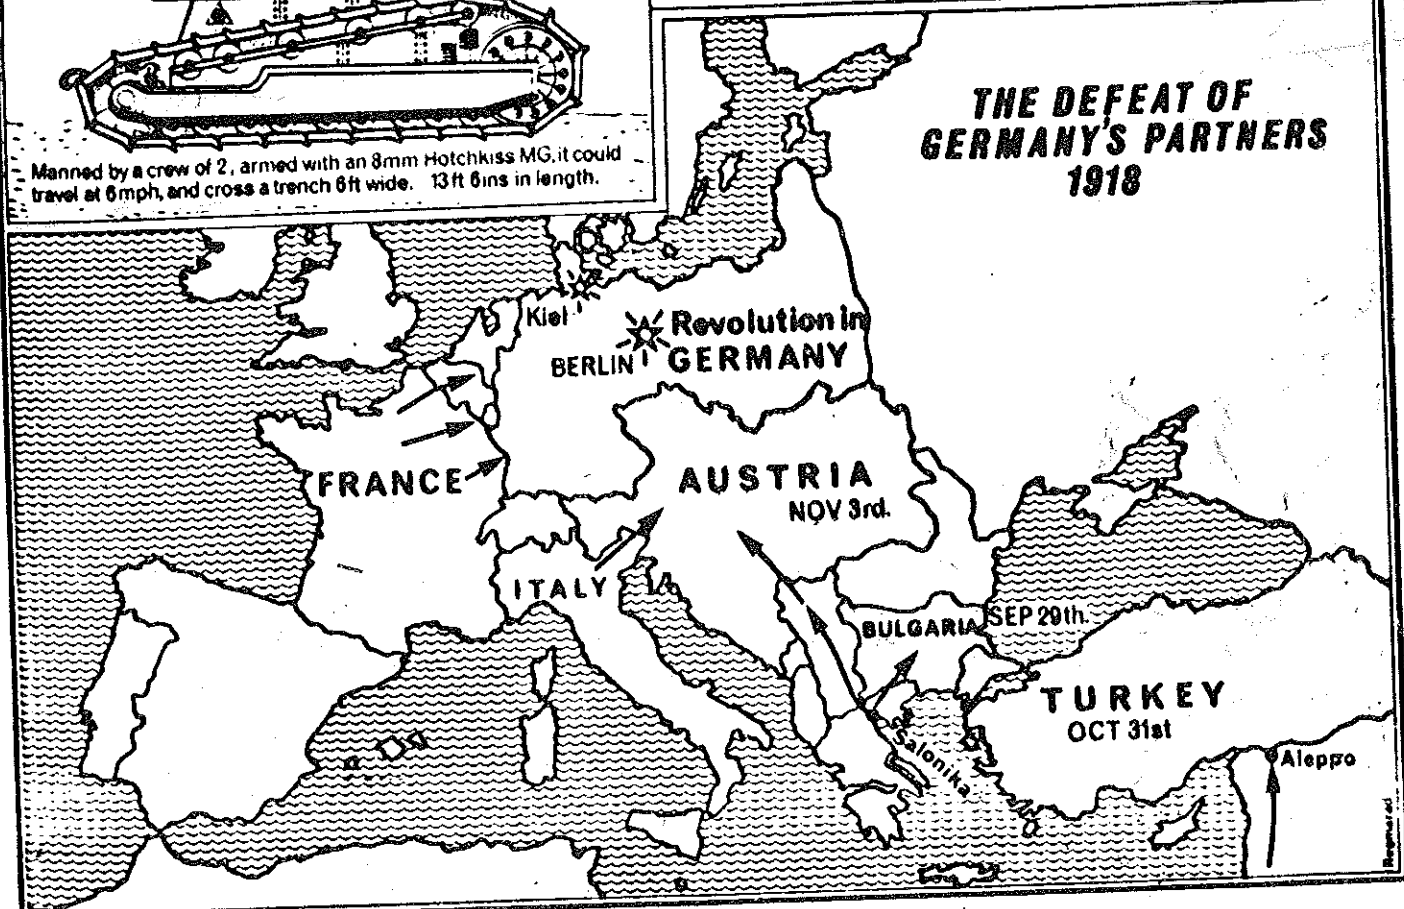 Manned by a crew of 2, armed with an 8mm Hotchkiss MG, it could
travel at 6mph, and cross a trench 6ft wide. 13ft 6ins in length.
THE DEFEAT OF
GERMANY'S PARTNERS
1918
Kiel
Revolution in
BERLIN GERMANY
FRANCE
AUSTRIA
NOV 3rd.
ITALY
BULGARIA SEP 29th.
TURKEY
OCT 31st
Salonika
Aleppo